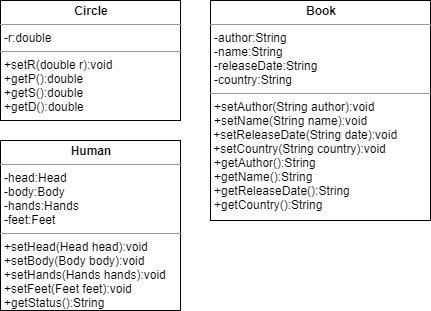 Circle
-r:double
+setR(double r):void
+getP():double
+getS():double
+getD():double
Human
-head:Head
-body:Body
-hands:Hands
-feet:Feet
+setHead(Head head):void
+setBody(Body body):void
+setHands(Hands hands):void
+setFeet(Feet feet):void
+getStatus():String
Book
-author:String
-name:String
-releaseDate:String
-country:String
+setAuthor(String author):void
+setName(String name):void
+setReleaseDate(String date):void
+setCountry(String country):void
+getAuthor():String
+getName():String
+getReleaseDate():String
+getCountry():String